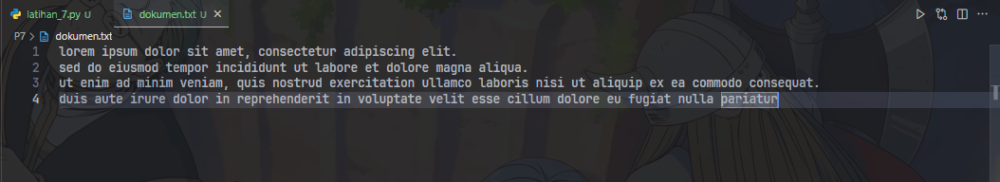 latihan_7.py U dokumen.txt U
P7 > dokumen.txt
1 lorem ipsum dolor sit amet, consectetur adipiscing elit.
2 sed do eiusmod tempor incididunt ut labore et dolore magna aliqua.
3 ut enim ad minim veniam, quis nostrud exercitation ullamco laboris nisi ut aliquip ex ea commodo consequat.
4 duis aute irure dolor in reprehenderit in voluptate velit esse cillum dolore eu fugiat nulla pariatur